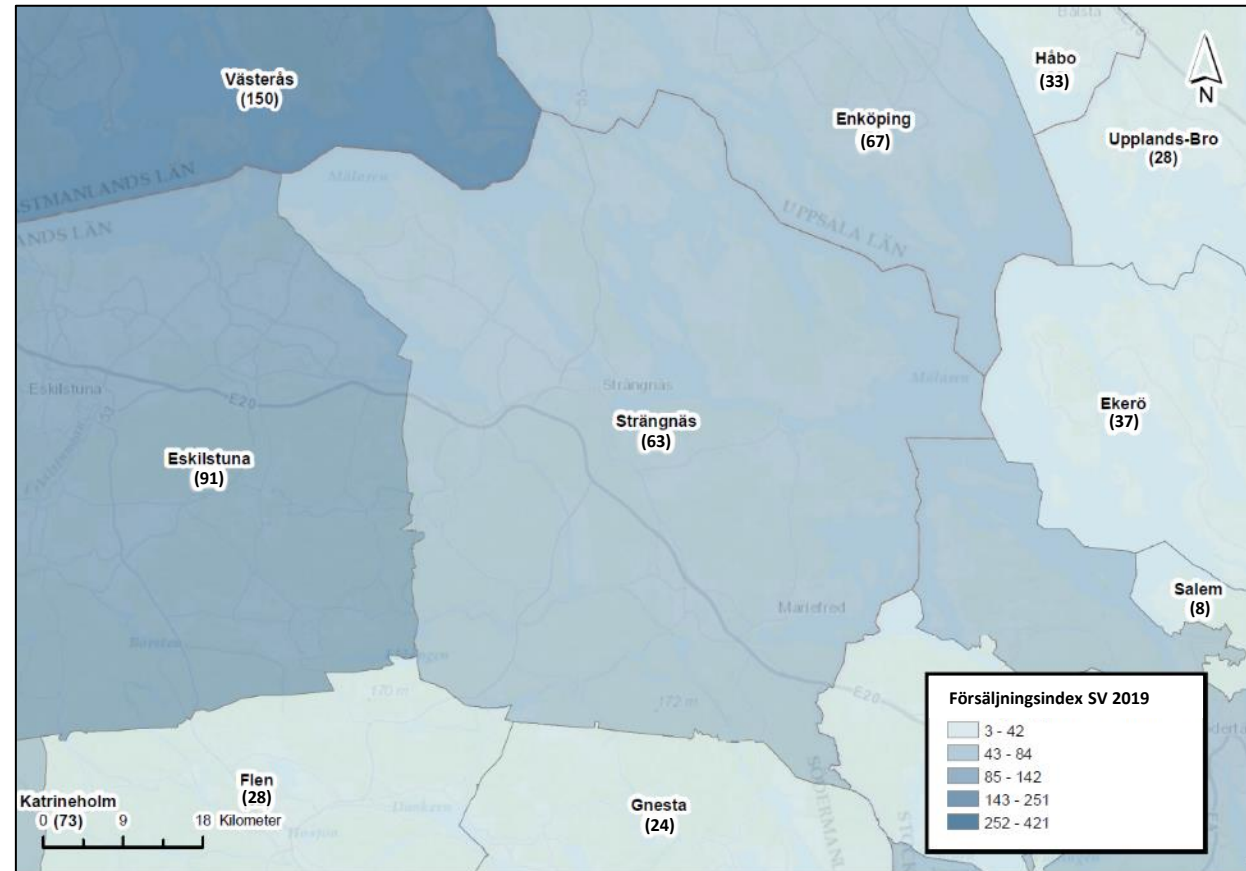 Bålsta
Håbo
(33)
N
Västerås
(150)
Enköping
(67)
Upplands-Bro
(28)
Mälaren
UPPSALA LÄN
Eskilstuna
E20
Strängnäs
Mälaren
Strängnäs
(63)
Ekerö
(37)
Eskilstuna
(91)
Mariefred
Salem
(8)
170 m
172 m
E20
Försäljningsindex SV 2019
3 - 42
43 - 84
85 - 142
143 - 251
252 - 421
Flen
(28)
Gnesta
(24)
Katrineholm
(73)
0 9 18 Kilometer